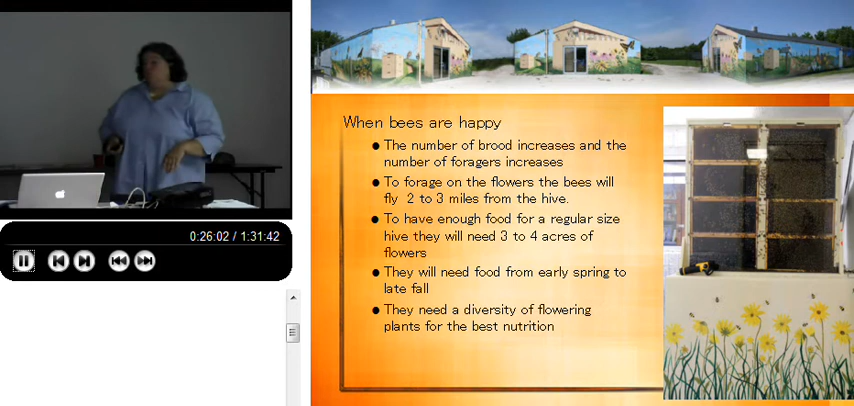 0:26:02 / 1:31:42
When bees are happy
The number of brood increases and the
number of foragers increases
To forage on the flowers the bees will
fly 2 to 3 miles from the hive.
To have enough food for a regular size
hive they will need 3 to 4 acres of
flowers
They will need food from early spring to
late fall
They need a diversity of flowering
plants for the best nutrition